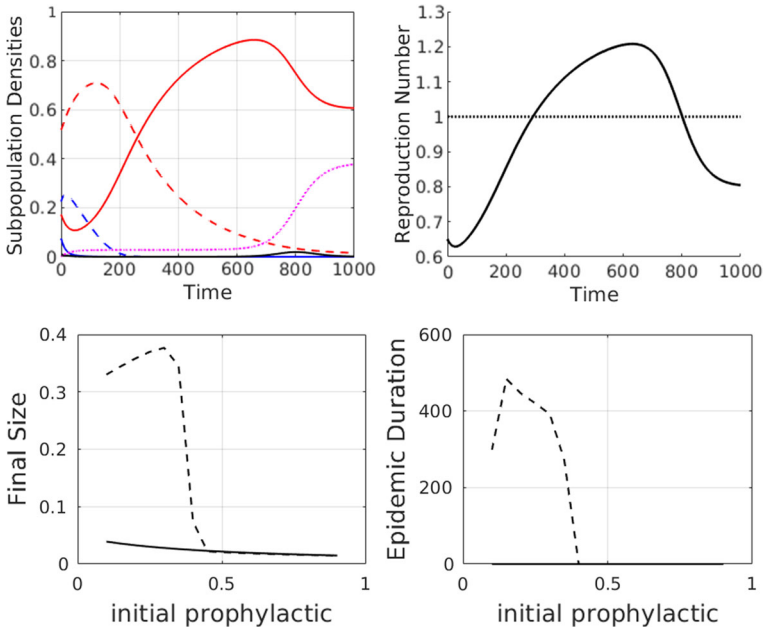 1
0.8
0.6
0.4
0.2
0
0 200 400 600 800 1000
Time
Subpopulation Densities
1.3
1.2
1.1
1
0.9
0.8
0.7
0.6
0 200 400 600 800 1000
Time
Reproduction Number
0.4
0.3
0.2
0.1
0
0 0.5 1
initial prophylactic
Final Size
600
400
200
0
0 0.5 1
initial prophylactic
Epidemic Duration